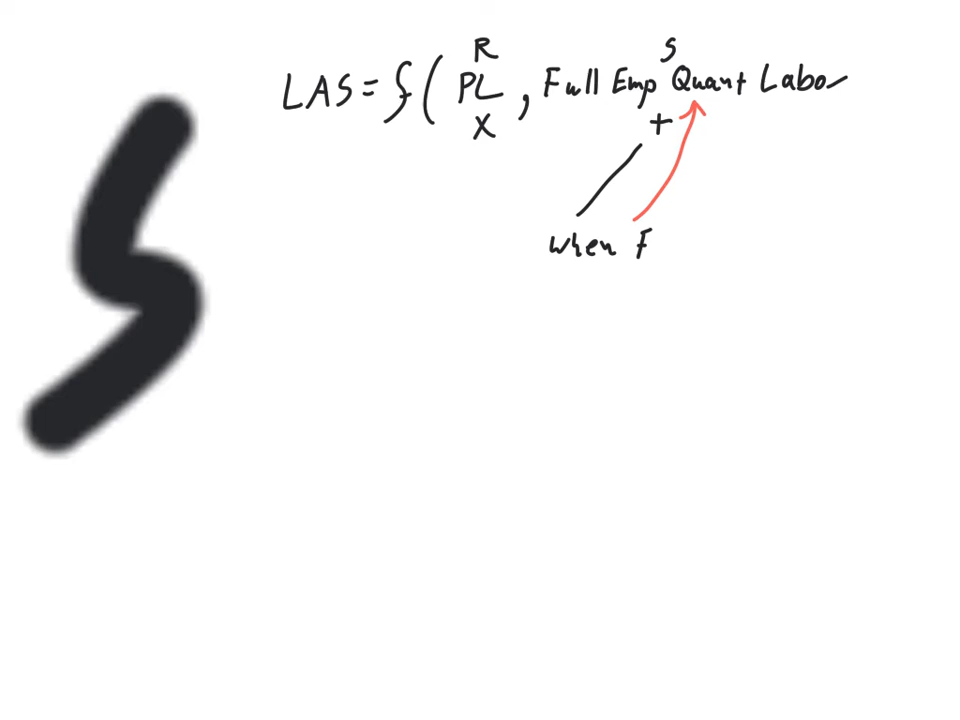 R S
LAS = f( PL , Full Emp Quant Labor
X +
when F
S